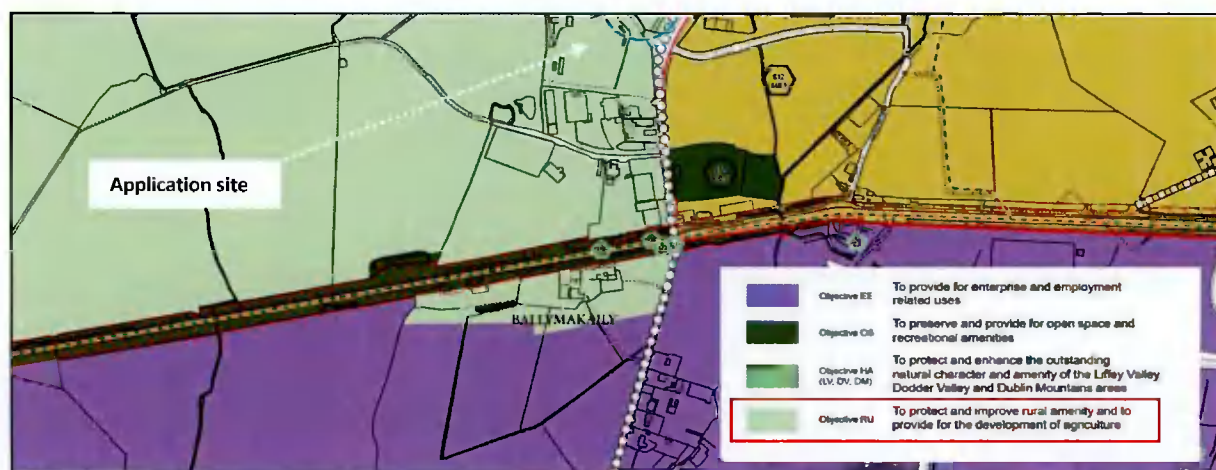 Application site
BALLYMAKAILY
Objective EE
To provide for enterprise and employment
related uses
Objective OS
To preserve and provide for open space and
recreational amenities
Objective HA
(LV, DV, DM)
To protect and enhance the outstanding
natural character and amenity of the Liffey Valley
Dodder Valley and Dublin Mountains areas
Objective RU
To protect and improve rural amenity and to
provide for the development of agriculture